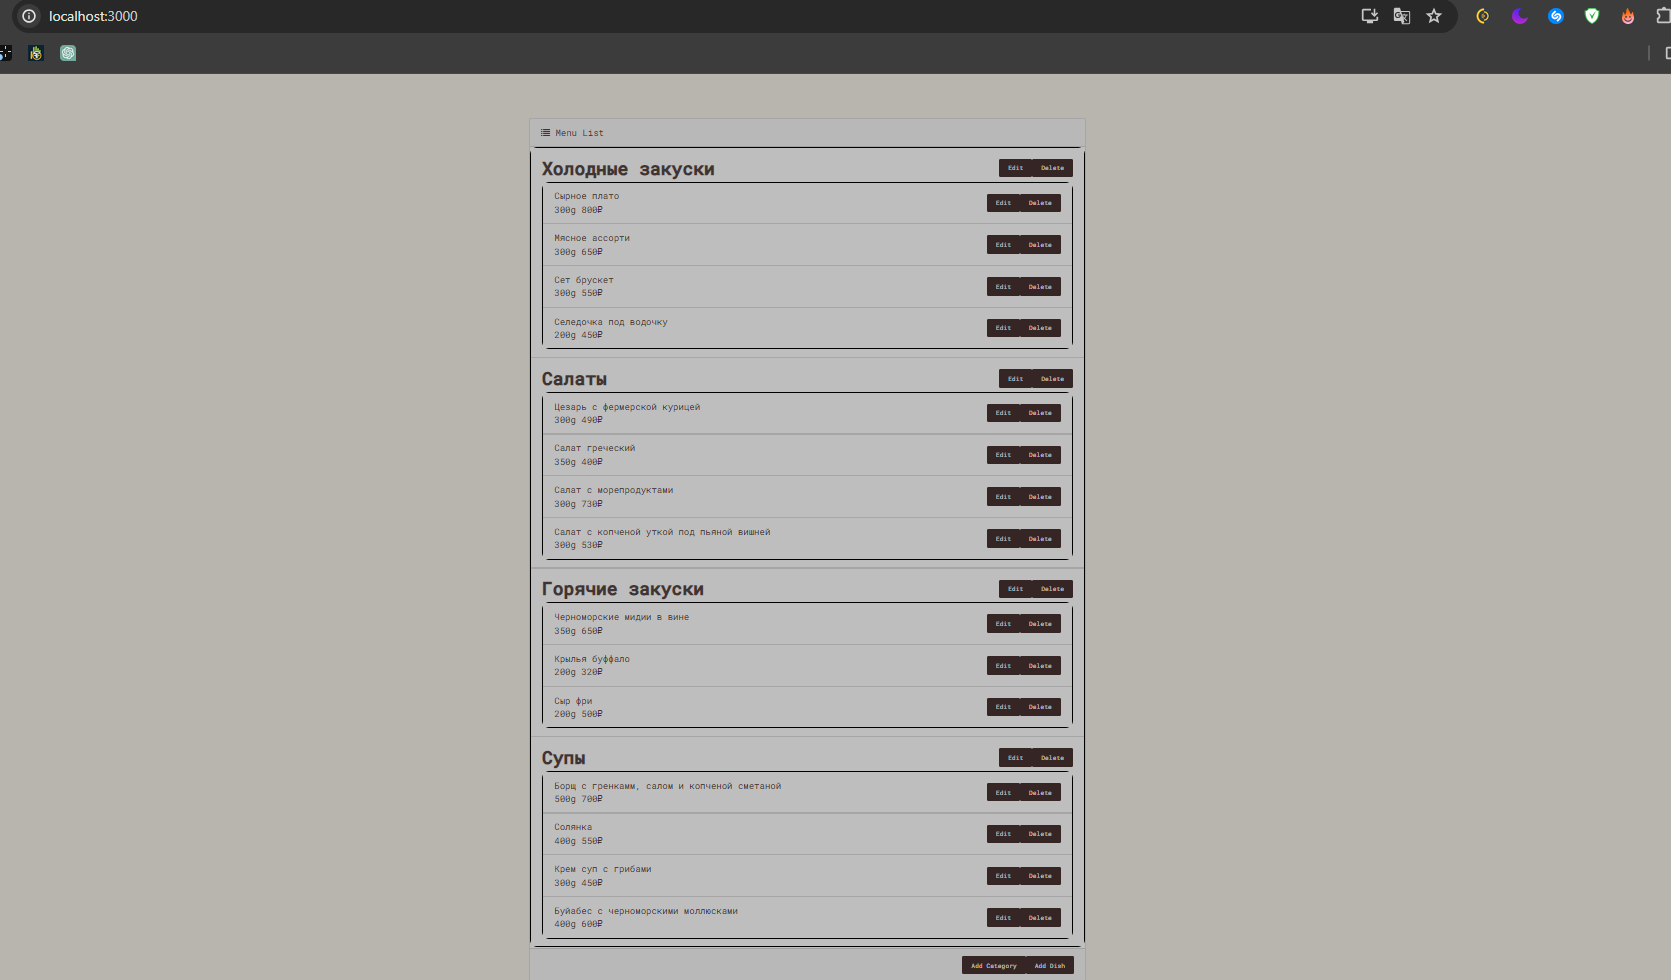 localhost:3000
Menu List
Холодные закуски
Edit Delete
Сырное плато
300g 800₽
Edit Delete
Мясное ассорти
300g 650₽
Edit Delete
Сет брускет
300g 550₽
Edit Delete
Селедочка под водочку
200g 450₽
Edit Delete
Салаты
Edit Delete
Цезарь с фермерской курицей
300g 490₽
Edit Delete
Салат греческий
350g 400₽
Edit Delete
Салат с морепродуктами
300g 730₽
Edit Delete
Салат с копченой уткой под пьяной вишней
300g 530₽
Edit Delete
Горячие закуски
Edit Delete
Черноморские мидии в вине
350g 650₽
Edit Delete
Крылья буффало
200g 320₽
Edit Delete
Сыр фри
200g 500₽
Edit Delete
Супы
Edit Delete
Борщ с гренкамм, салом и копченой сметаной
500g 700₽
Edit Delete
Солянка
400g 550₽
Edit Delete
Крем суп с грибами
300g 450₽
Edit Delete
Буйабес с черноморскими моллюсками
400g 600₽
Edit Delete
Add Category Add Dish